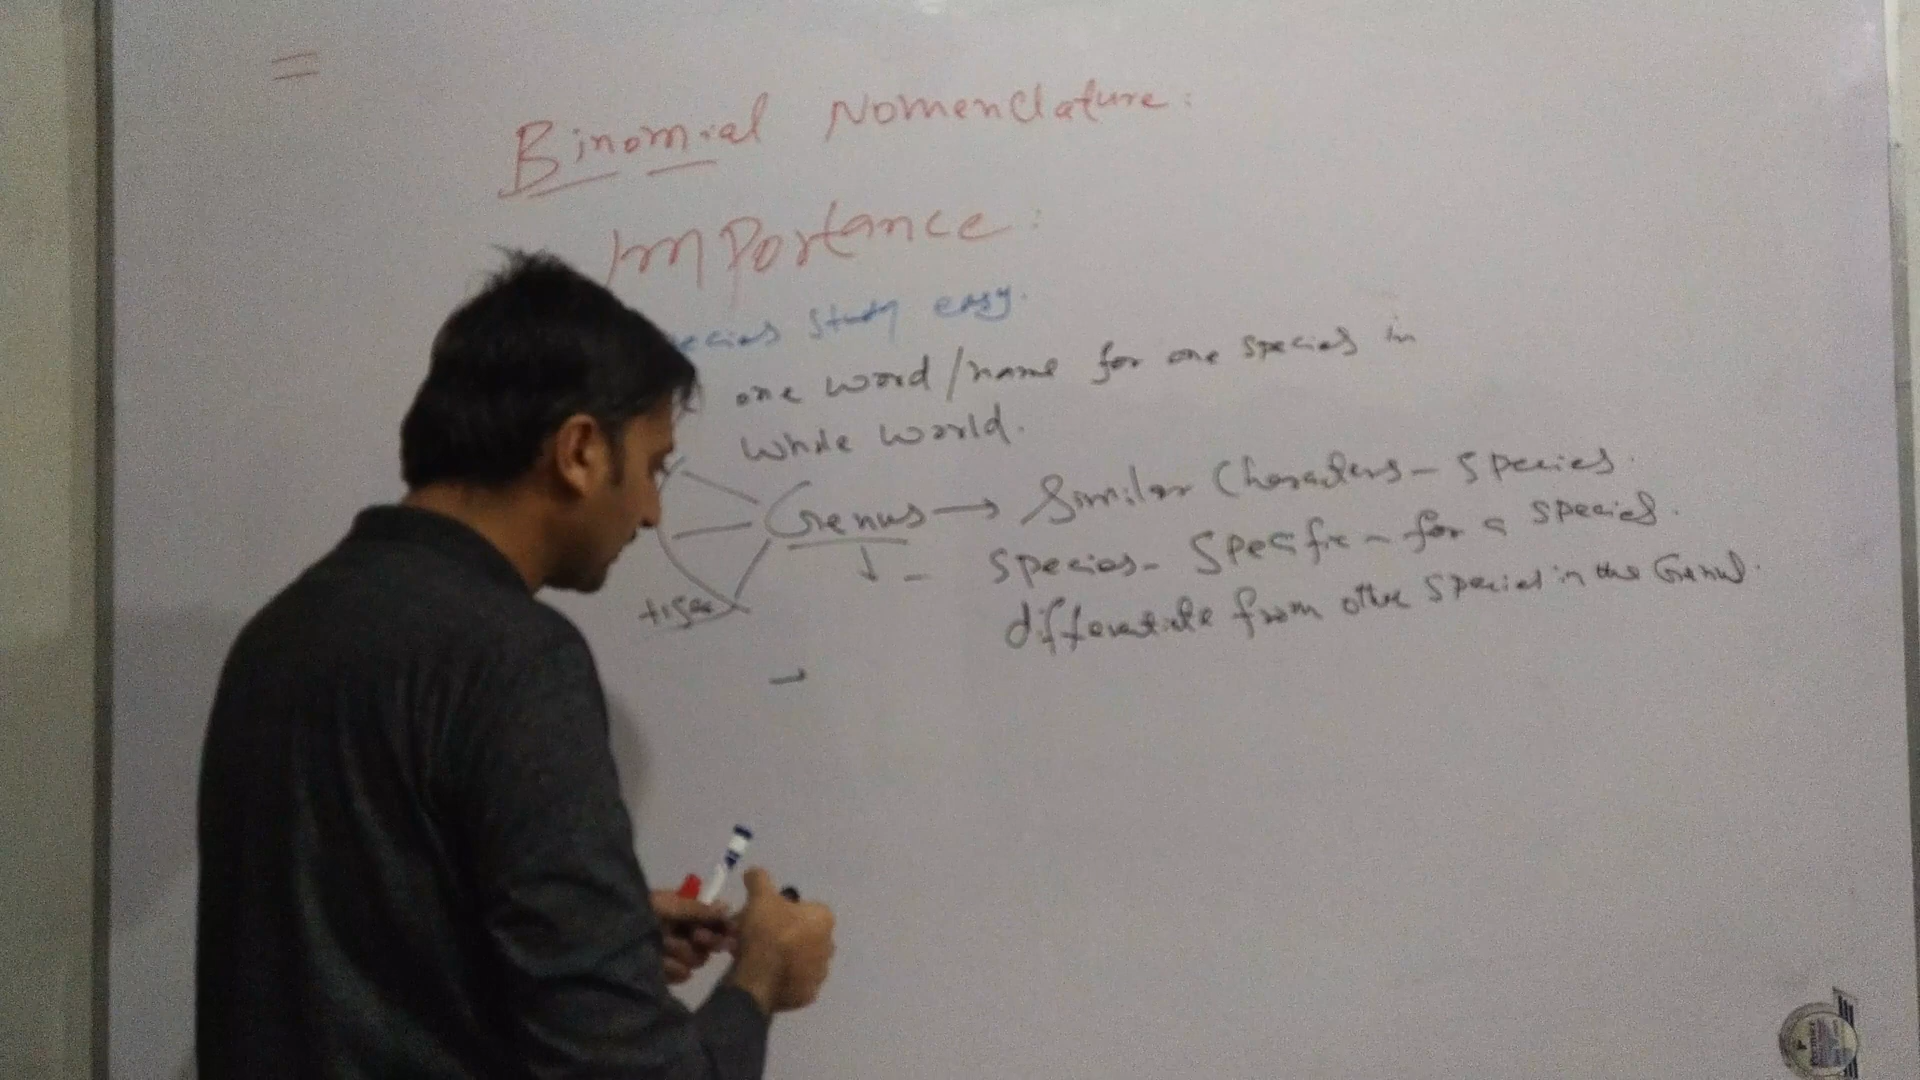 Binomial Nomenclature:
Importance:
ecies study easy.
one word/name for one species in
whole world.
Genus → Similar Characters - Species.
Species - Specific - for a species.
differentiate from other species in the Genus.
tiger